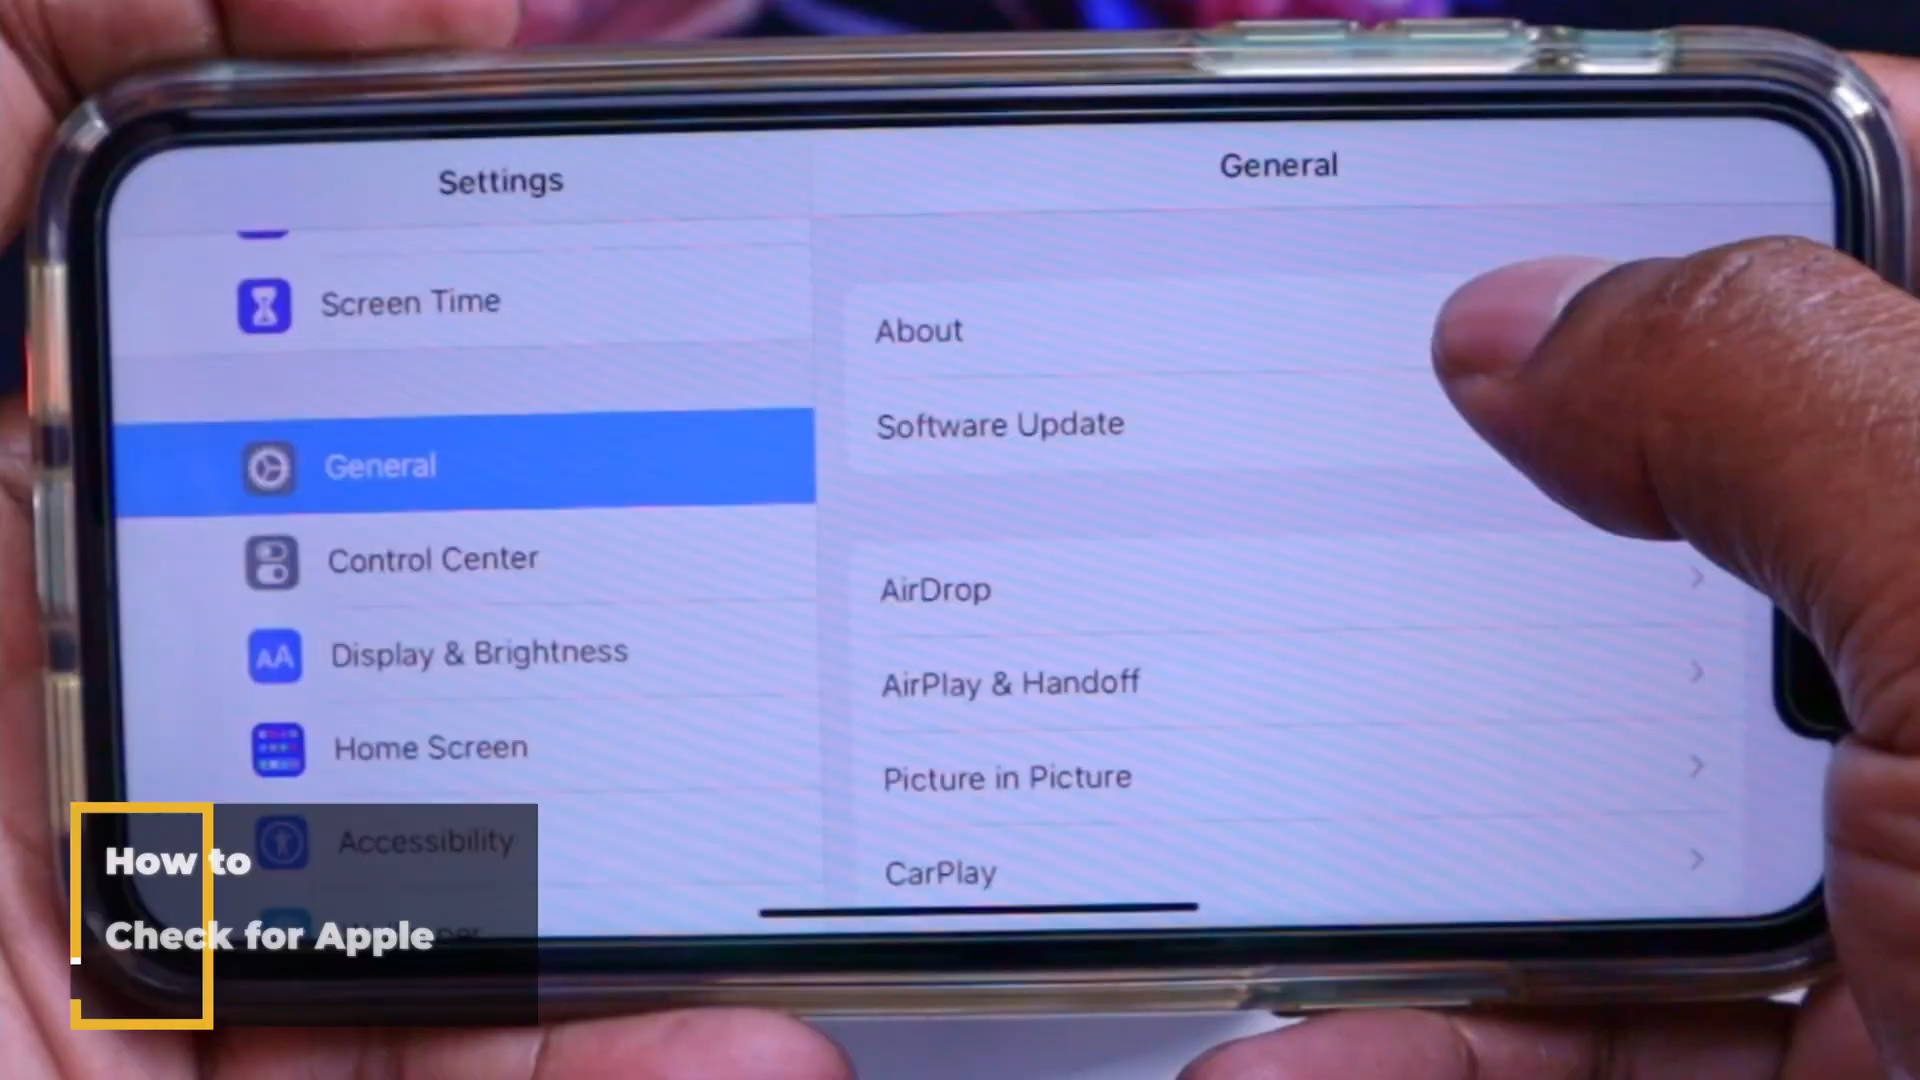 Settings
General
Screen Time
General
Control Center
Display & Brightness
Home Screen
Accessibility
About
Software Update
AirDrop
AirPlay & Handoff
Picture in Picture
CarPlay
How to
Check for Apple